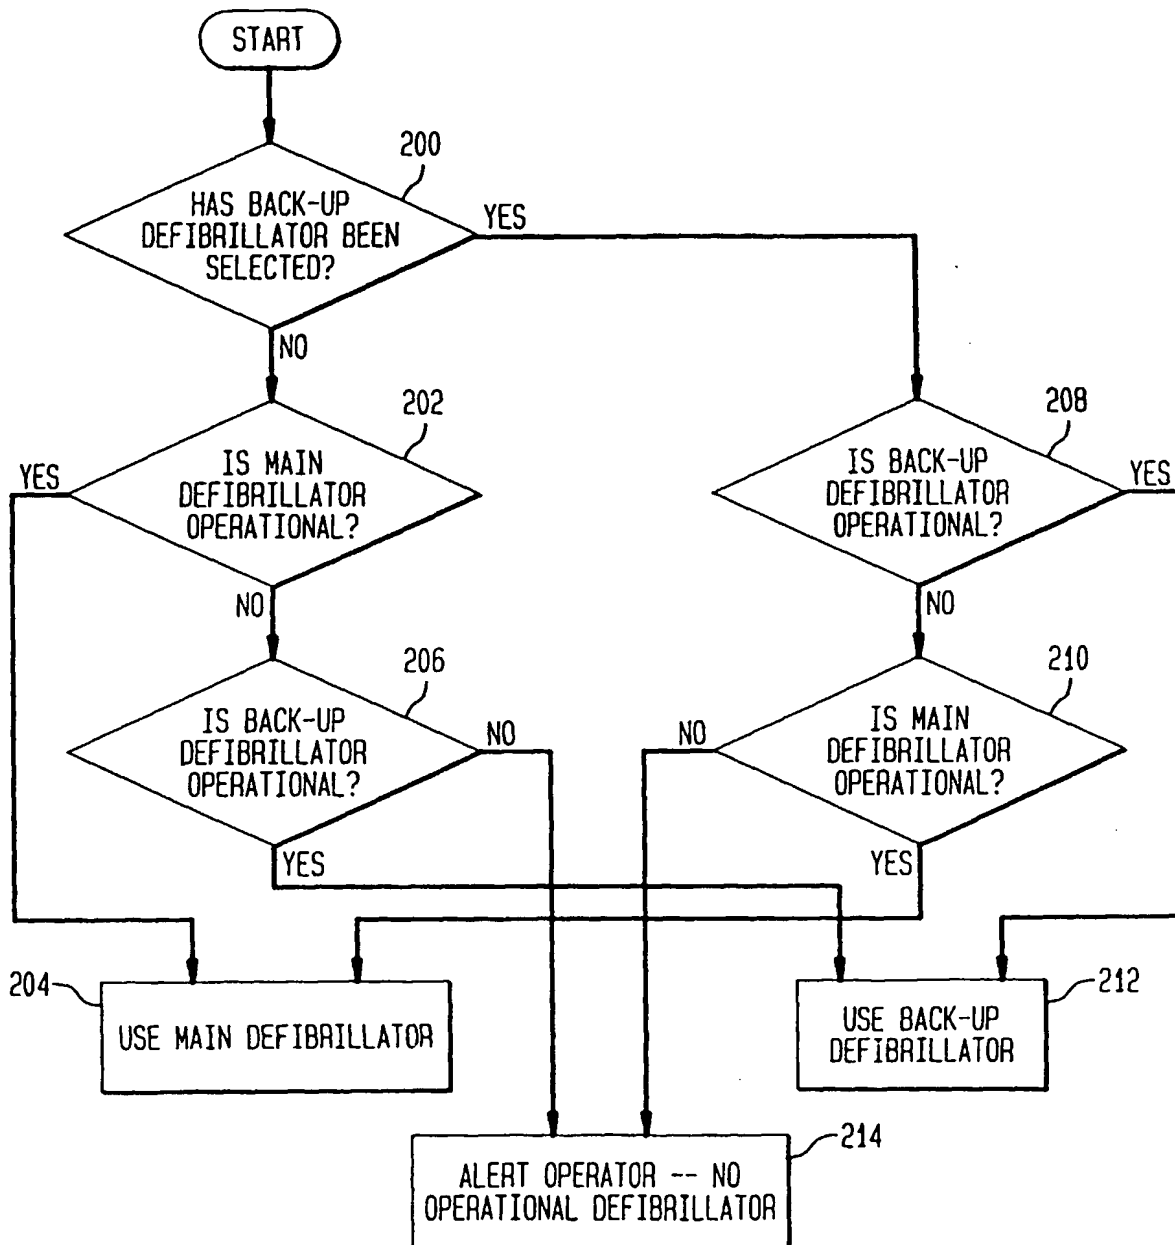 START
200
HAS BACK-UP
DEFIBRILLATOR BEEN
SELECTED?
YES
NO
202
208
YES
IS MAIN
DEFIBRILLATOR
OPERATIONAL?
IS BACK-UP
DEFIBRILLATOR
OPERATIONAL?
YES
NO
NO
206
210
IS BACK-UP
DEFIBRILLATOR
OPERATIONAL?
NO
NO
IS MAIN
DEFIBRILLATOR
OPERATIONAL?
YES
YES
204
USE MAIN DEFIBRILLATOR
212
USE BACK-UP
DEFIBRILLATOR
214
ALERT OPERATOR -- NO
OPERATIONAL DEFIBRILLATOR